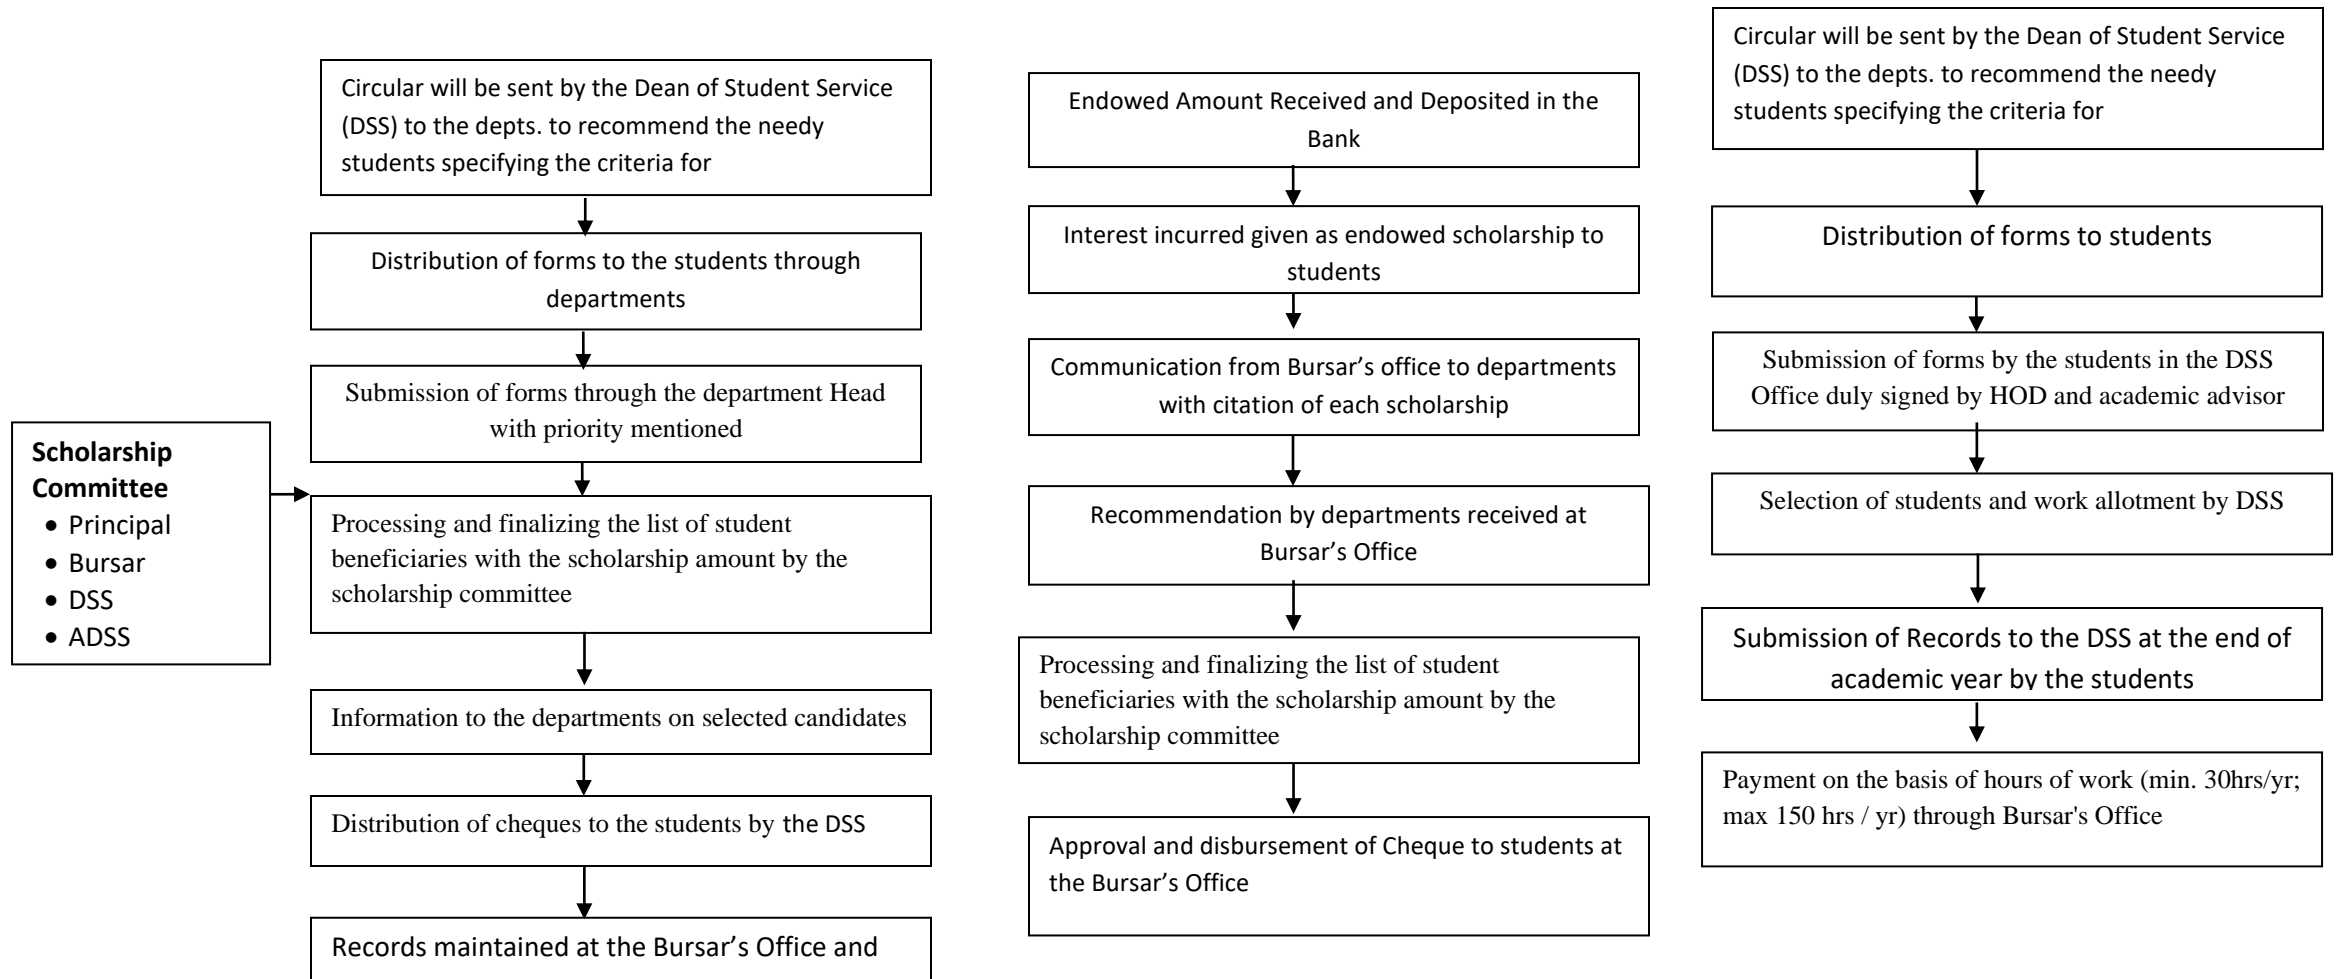 Circular will be sent by the Dean of Student Service
(DSS) to the depts. to recommend the needy
students specifying the criteria for
Distribution of forms to the students through
departments
Submission of forms through the department Head
with priority mentioned
Scholarship
Committee
• Principal
• Bursar
• DSS
• ADSS
Processing and finalizing the list of student
beneficiaries with the scholarship amount by the
scholarship committee
Information to the departments on selected candidates
Distribution of cheques to the students by the DSS
Records maintained at the Bursar’s Office and
Endowed Amount Received and Deposited in the
Bank
Interest incurred given as endowed scholarship to
students
Communication from Bursar’s office to departments
with citation of each scholarship
Recommendation by departments received at
Bursar’s Office
Processing and finalizing the list of student
beneficiaries with the scholarship amount by the
scholarship committee
Approval and disbursement of Cheque to students at
the Bursar’s Office
Circular will be sent by the Dean of Student Service
(DSS) to the depts. to recommend the needy
students specifying the criteria for
Distribution of forms to students
Submission of forms by the students in the DSS
Office duly signed by HOD and academic advisor
Selection of students and work allotment by DSS
Submission of Records to the DSS at the end of
academic year by the students
Payment on the basis of hours of work (min. 30hrs/yr;
max 150 hrs / yr) through Bursar's Office